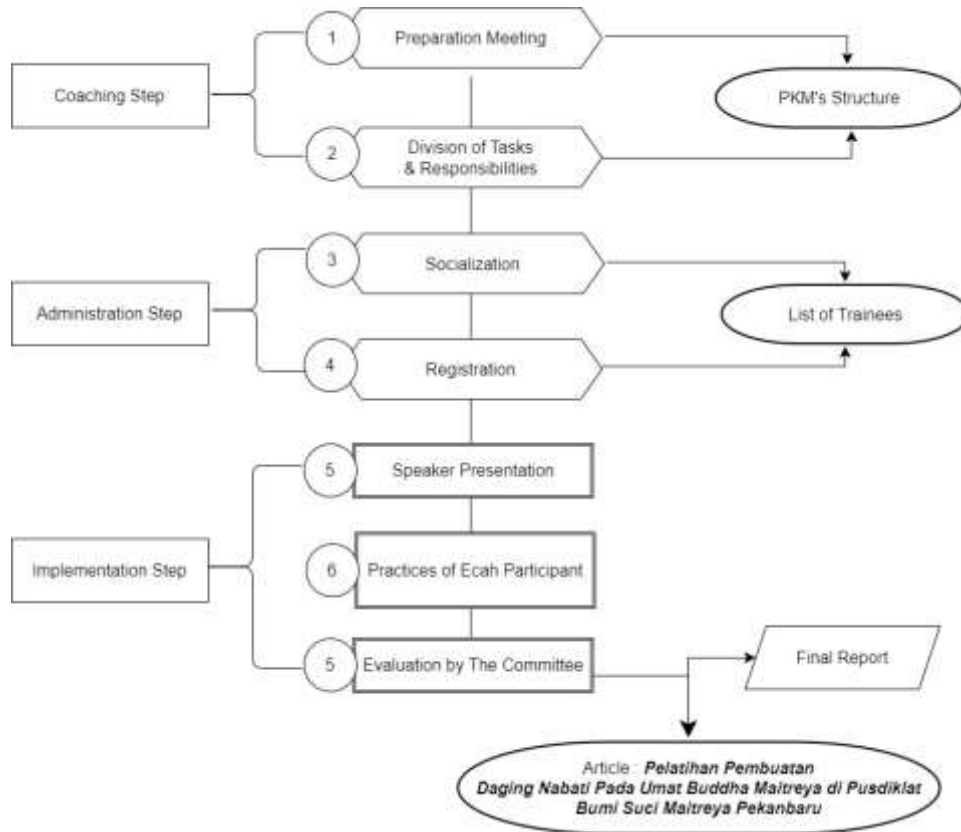 1
Preparation Meeting
Coaching Step
PKM's Structure
2
Division of Tasks
& Responsibilities
3
Socialization
Administration Step
List of Trainees
4
Registration
5
Speaker Presentation
Implementation Step
6
Practices of Ecah Participant
5
Evaluation by The Committee
Final Report
Article : Pelatihan Pembuatan
Daging Nabati Pada Umat Buddha Maitreya di Pusdiklat
Bumi Suci Maitreya Pekanbaru